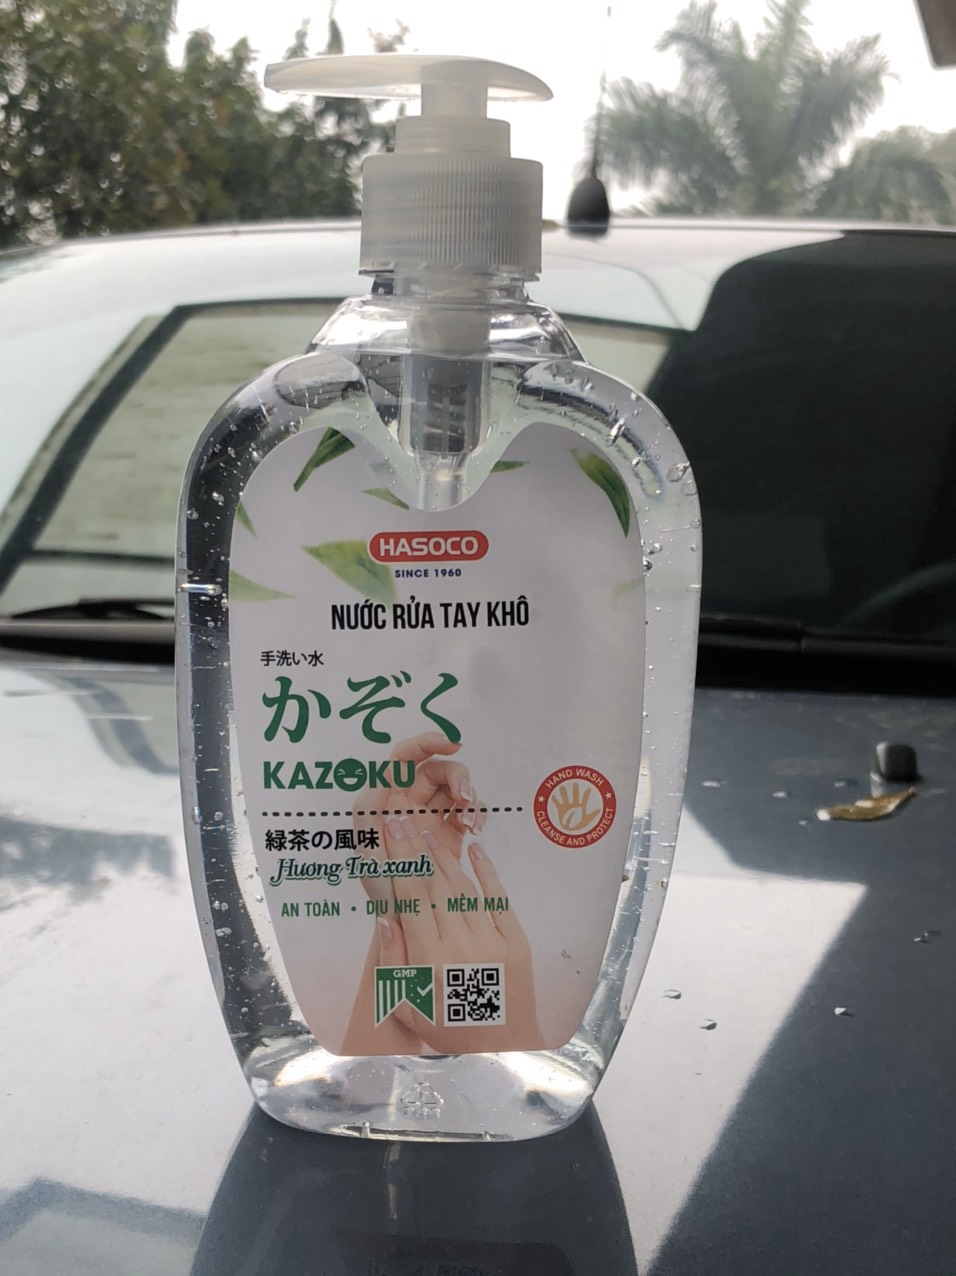 HASOCO
SINCE 1960
NƯỚC RỬA TAY KHÔ
手洗い水
かぞく
KAZOKU
HAND WASH
CLEANSE AND PROTECT
緑茶の風味
Hương Trà xanh
AN TOÀN • DỊU NHẸ • MỀM MẠI
GMP